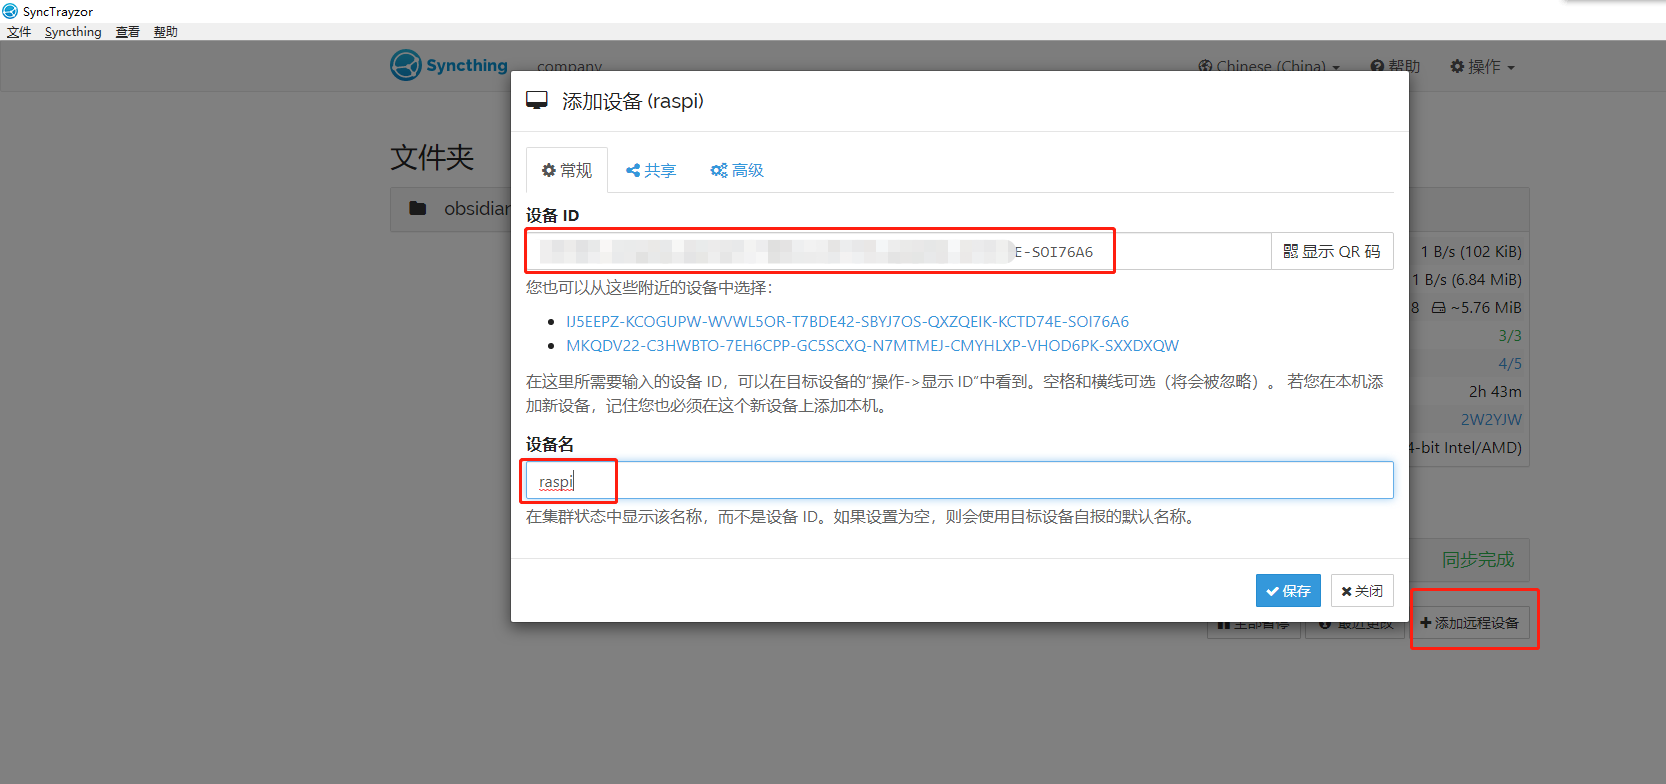 SyncTrayzor
文件 Syncthing 查看 帮助
Syncthing company Chinese (China) 帮助 操作
添加设备 (raspi)
文件夹
常规 共享 高级
obsidian
设备 ID
E-SOI76A6 显示 QR 码
1 B/s (102 KiB)
您也可以从这些附近的设备中选择：
1 B/s (6.84 MiB)
8 ~5.76 MiB
IJ5EEPZ-KCOGUPW-WVWL5OR-T7BDE42-SBYJ7OS-QXZQEIK-KCTD74E-SOI76A6
3/3
MKQDV22-C3HWBTO-7EH6CPP-GC5SCXQ-N7MTMEJ-CMYHLXP-VHOD6PK-SXXDXQW
4/5
在这里所需要输入的设备 ID，可以在目标设备的“操作->显示 ID”中看到。空格和横线可选（将会被忽略）。 若您在本机添
2h 43m
加新设备，记住您也必须在这个新设备上添加本机。
2W2YJW
设备名
4-bit Intel/AMD)
raspi
在集群状态中显示该名称，而不是设备 ID。如果设置为空，则会使用目标设备自报的默认名称。
同步完成
保存 关闭
全部暂停 最近更改 添加远程设备